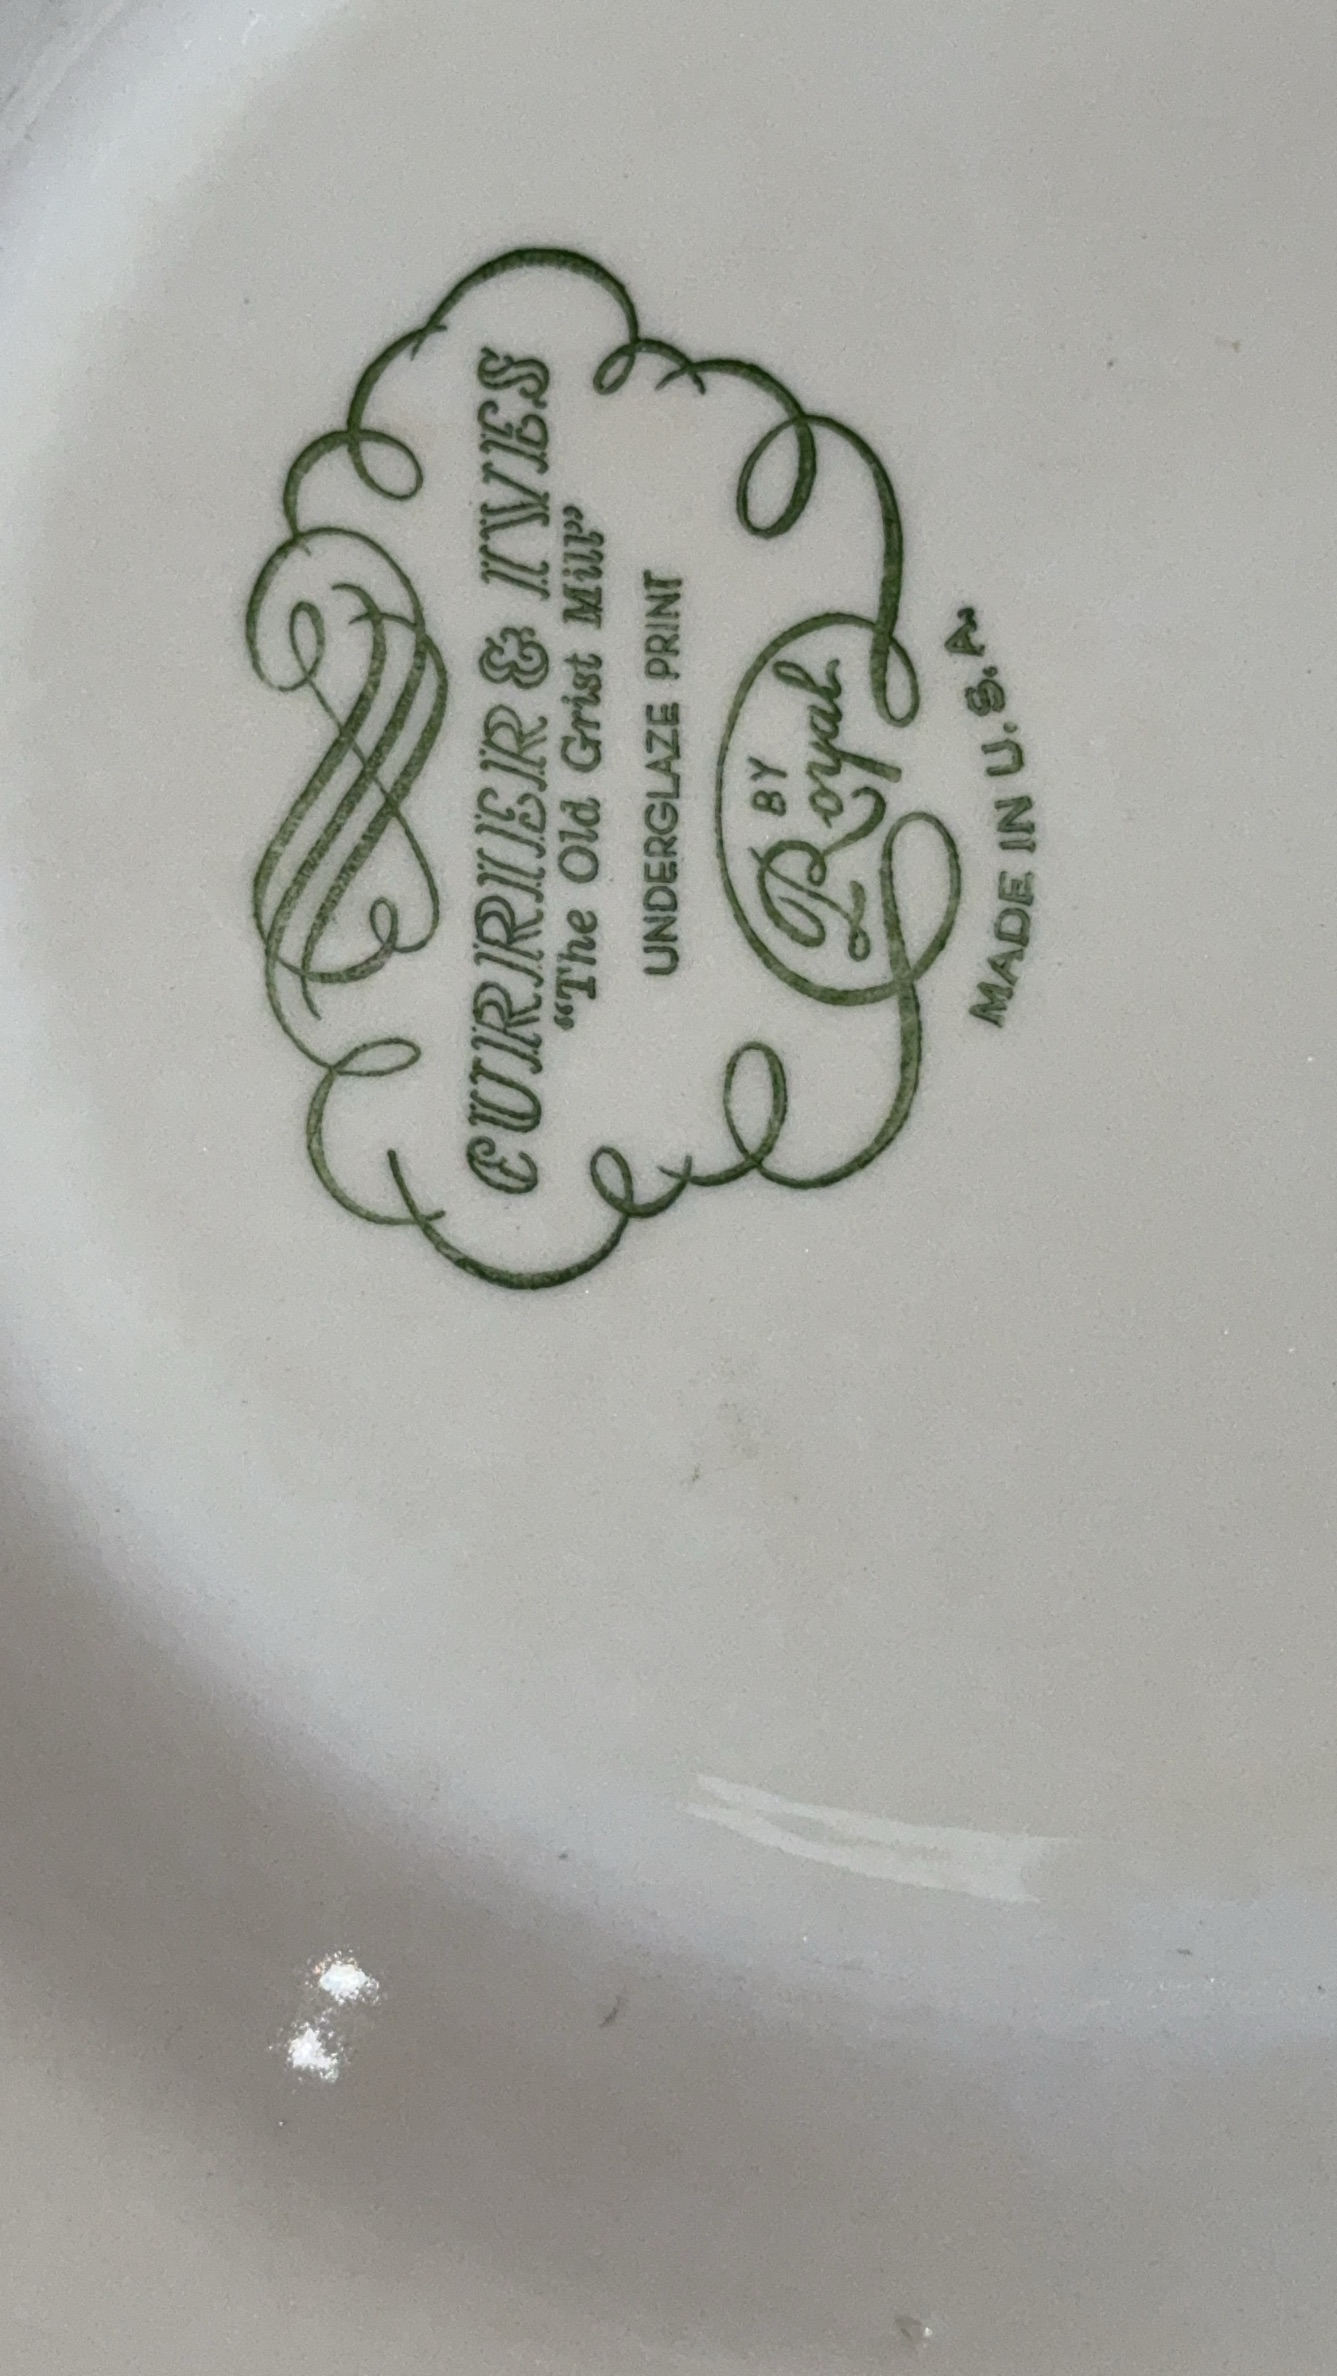 CURRIER & IVES
“The Old Grist Mill”
UNDERGLAZE PRINT
BY
Royal
MADE IN U.S.A.